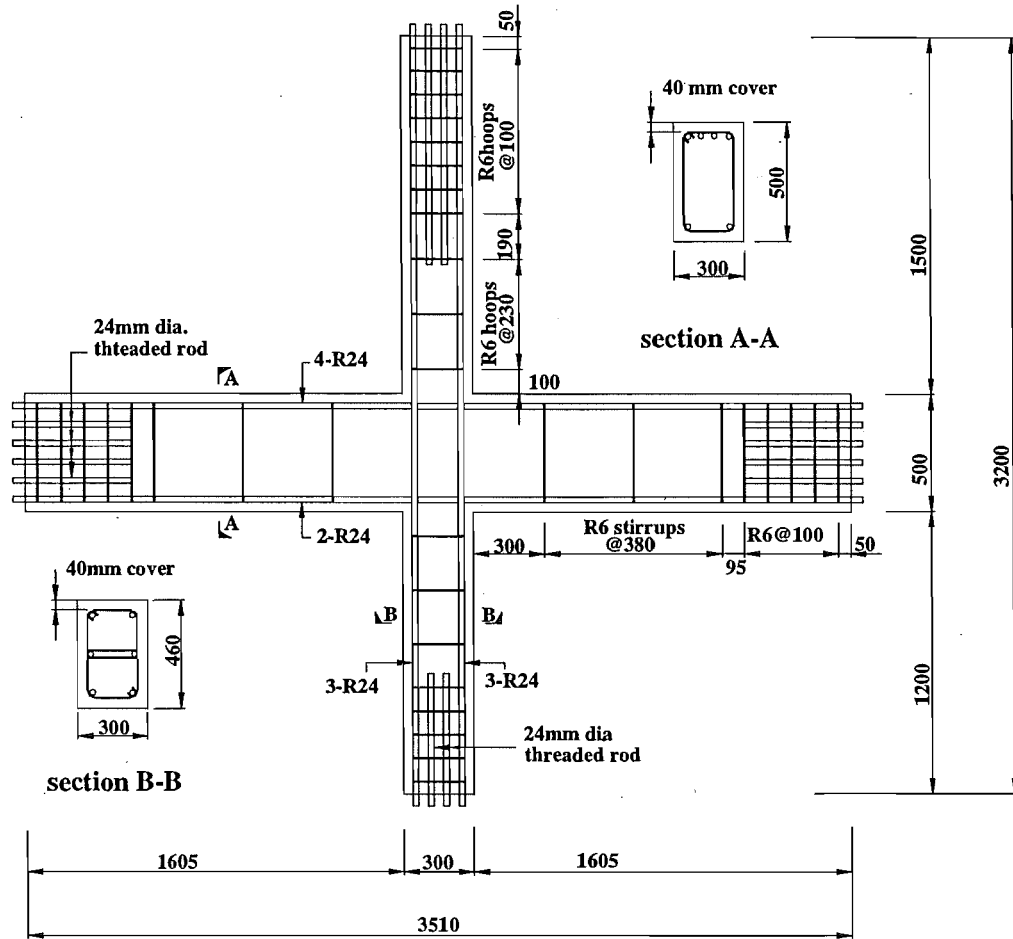 50
40 mm cover
R6 hoops
@100
500
190
300
1500
R6 hoops
@230
section A-A
24mm dia.
thteaded rod
A
4-R24
100
500
3200
A
2-R24
300
R6 stirrups
@380
R6@100
50
95
40mm cover
B
B
460
3-R24
3-R24
1200
300
24mm dia
threaded rod
section B-B
1605
300
1605
3510